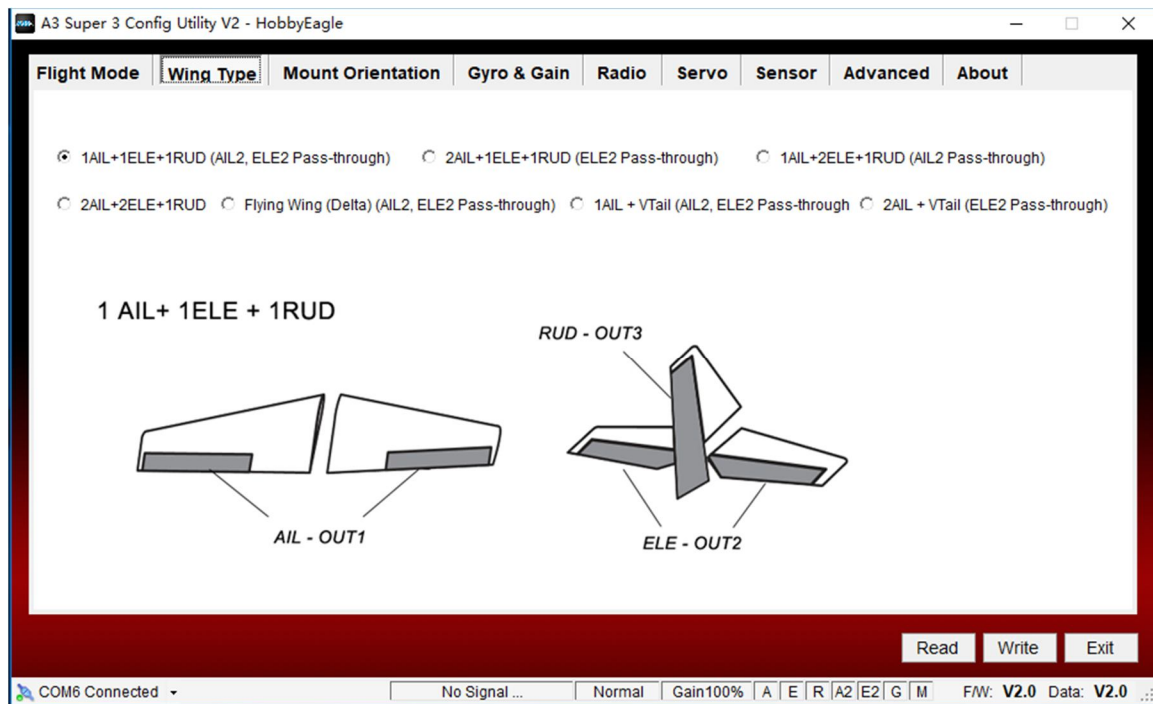 A3 Super 3 Config Utility V2 - HobbyEagle
Flight Mode Wing Type Mount Orientation Gyro & Gain Radio Servo Sensor Advanced About
1AIL+1ELE+1RUD (AIL2, ELE2 Pass-through) 2AIL+1ELE+1RUD (ELE2 Pass-through) 1AIL+2ELE+1RUD (AIL2 Pass-through)
2AIL+2ELE+1RUD Flying Wing (Delta) (AIL2, ELE2 Pass-through) 1AIL + VTail (AIL2, ELE2 Pass-through 2AIL + VTail (ELE2 Pass-through)
1 AIL+ 1ELE + 1RUD
RUD - OUT3
AIL - OUT1
ELE - OUT2
Read Write Exit
COM6 Connected No Signal ... Normal Gain100% A E R A2 E2 G M F/W: V2.0 Data: V2.0